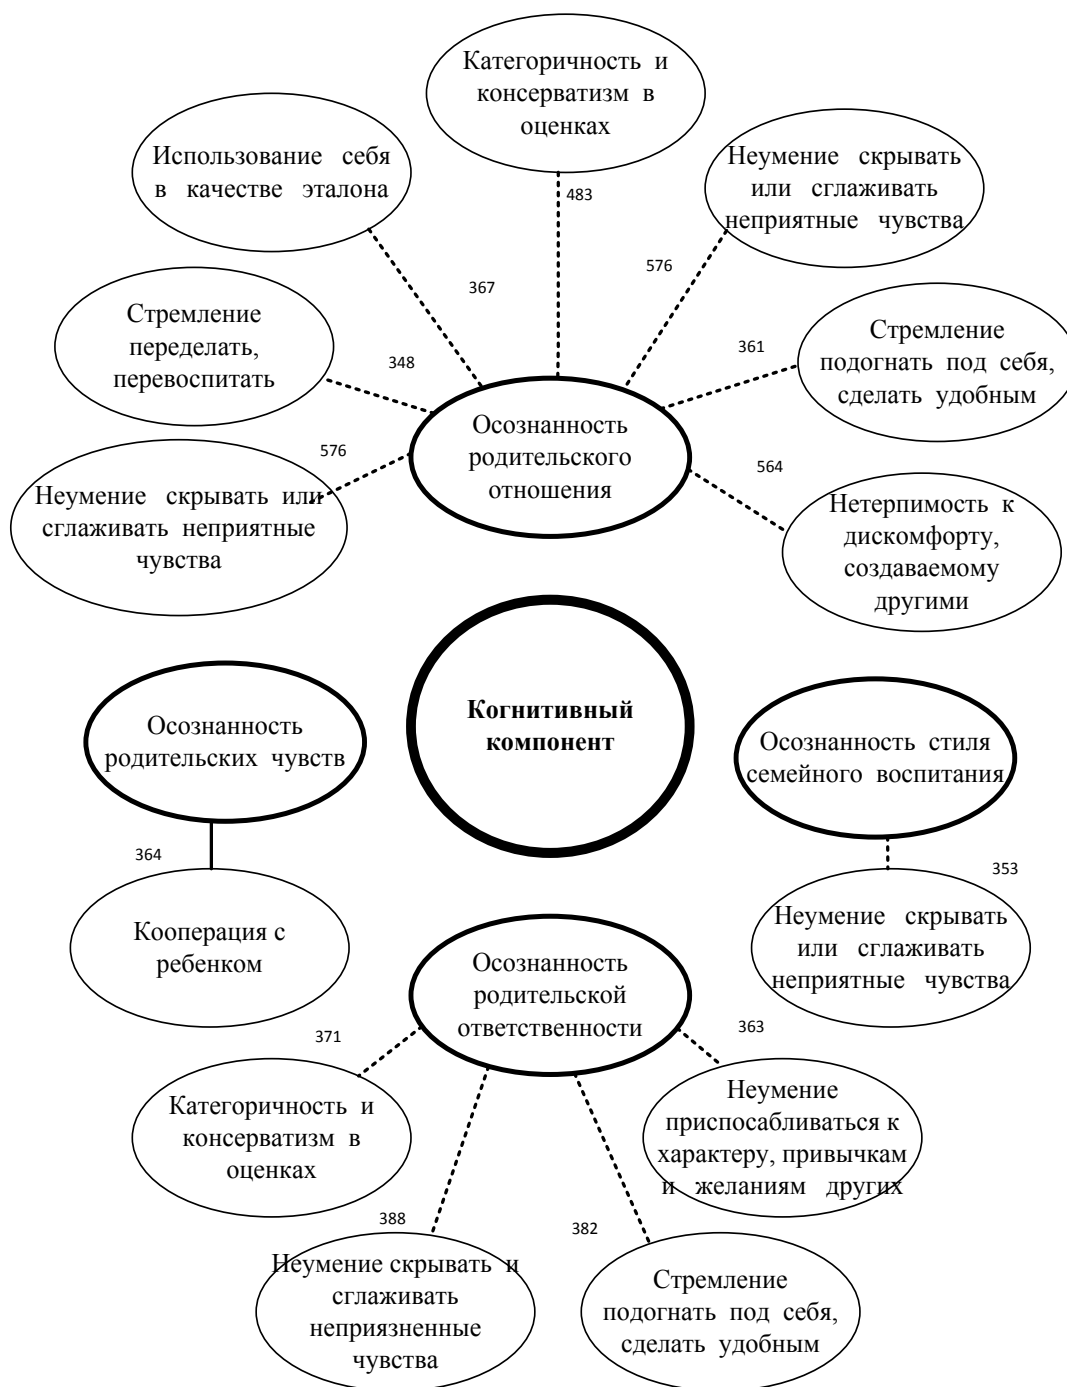 Категоричность и
консерватизм в
оценках
Использование себя
в качестве эталона
Неумение скрывать
или сглаживать
неприятные чувства
483
576
367
Стремление
переделать,
перевоспитать
348
361
Стремление
подогнать под себя,
сделать удобным
Осознанность
родительского
отношения
576
564
Неумение скрывать или
сглаживать неприятные
чувства
Нетерпимость к
дискомфорту,
создаваемому
другими
Когнитивный
компонент
Осознанность
родительских чувств
Осознанность стиля
семейного воспитания
364
353
Кооперация с
ребенком
Неумение скрывать
или сглаживать
неприятные чувства
Осознанность
родительской
ответственности
371
363
Категоричность и
консерватизм в
оценках
Неумение
приспосабливаться к
характеру, привычкам
и желаниям других
388
382
Неумение скрывать и
сглаживать
неприязненные
чувства
Стремление
подогнать под себя,
сделать удобным